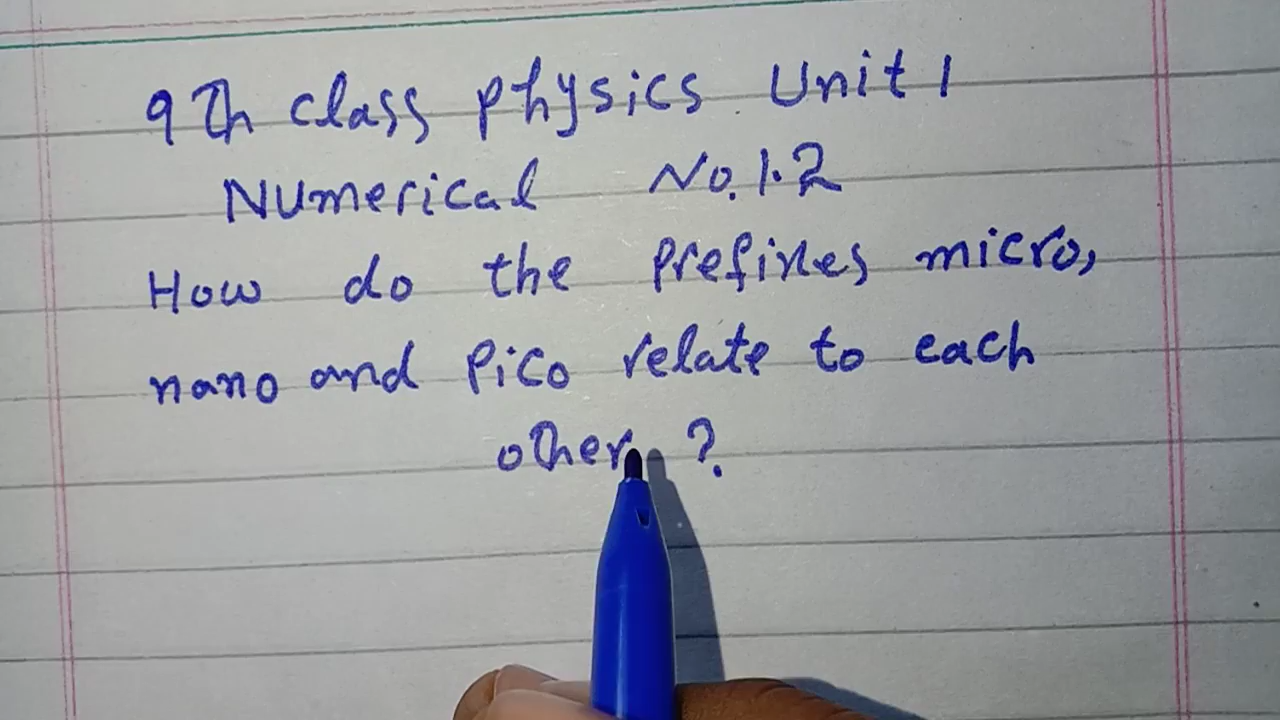 9Th class physics Unit 1
Numerical No. 1.2
How do the prefixes micro,
nano and Pico relate to each
other ?